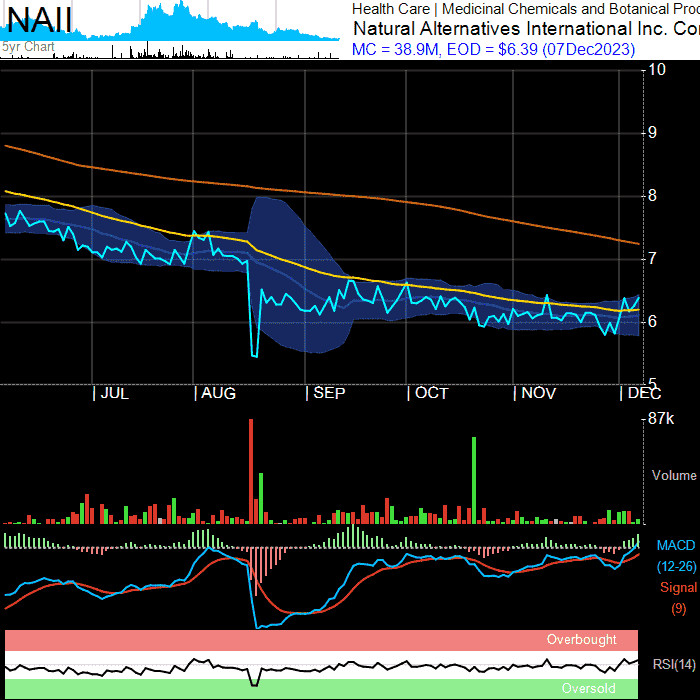 NAII
5yr Chart
Health Care | Medicinal Chemicals and Botanical Proc
Natural Alternatives International Inc. Cor
MC = 38.9M, EOD = $6.39 (07Dec2023)
10
9
8
7
6
5
JUL AUG SEP OCT NOV DEC
87k
Volume
MACD
(12-26)
Signal
(9)
Overbought
RSI(14)
Oversold